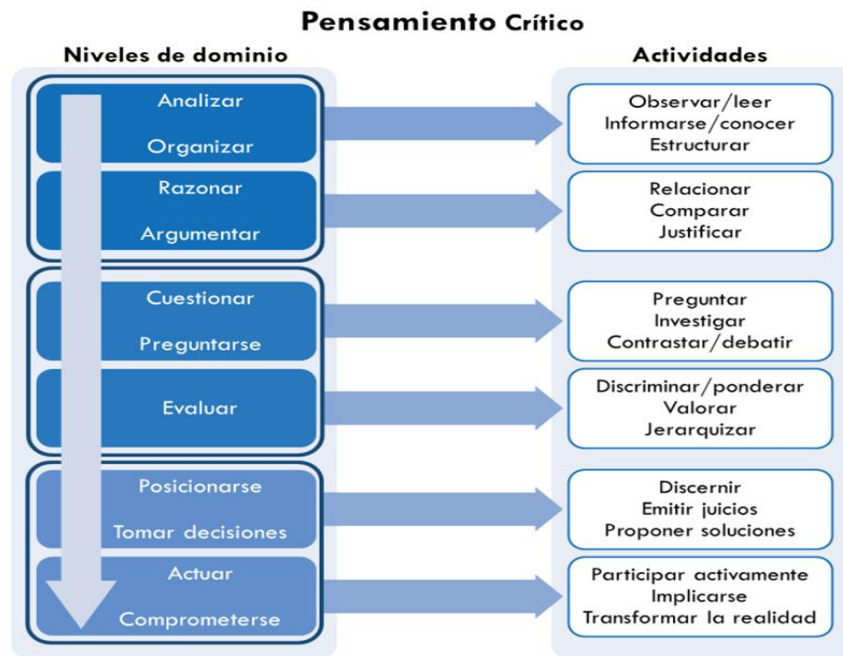 Pensamiento Crítico
Niveles de dominio
Actividades
Analizar
Organizar
Observar/leer
Informarse/conocer
Estructurar
Razonar
Argumentar
Relacionar
Comparar
Justificar
Cuestionar
Preguntarse
Preguntar
Investigar
Contrastar/debatir
Evaluar
Discriminar/ponderar
Valorar
Jerarquizar
Posicionarse
Tomar decisiones
Discernir
Emitir juicios
Proponer soluciones
Actuar
Comprometerse
Participar activamente
Implicarse
Transformar la realidad